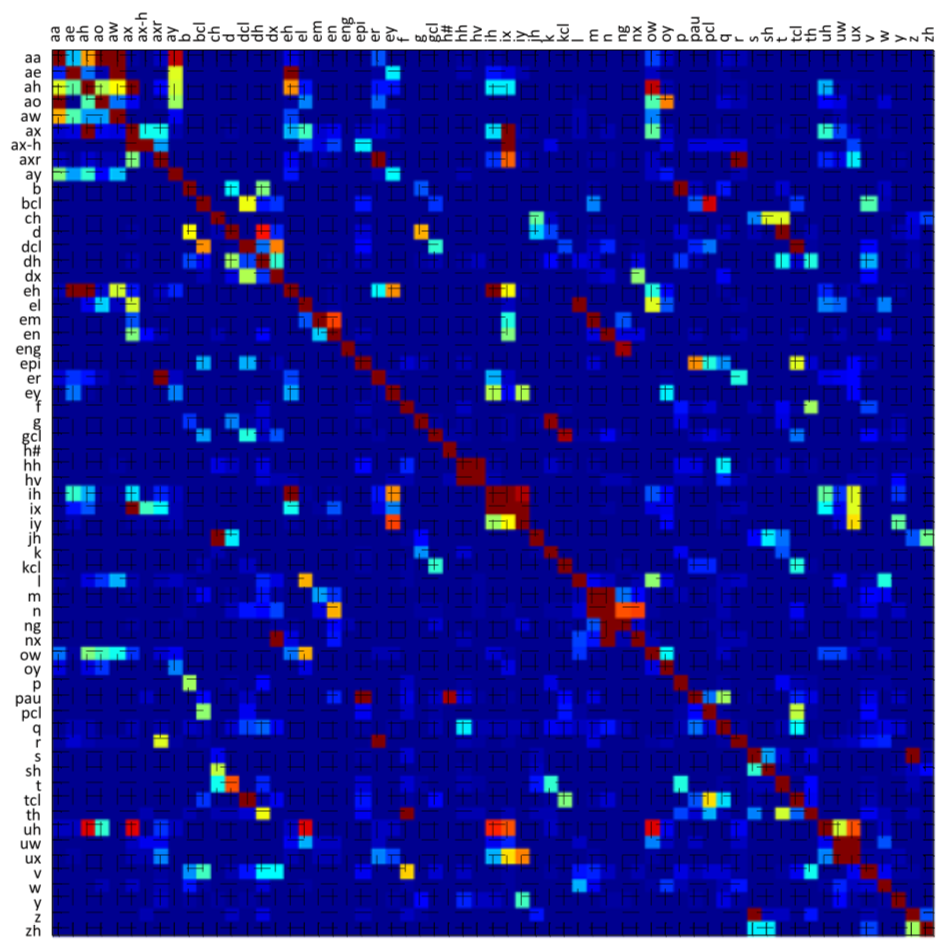 aa ae ah ao aw ax ax-h axr ay b bcl ch d dcl dh dx eh el em en eng epi er ey f g gcl h# hh hv ih ix iy jh k kcl l m n ng nx ow oy p pau pcl q r s sh t tcl th uh uw ux v w y z zh
aa
ae
ah
ao
aw
ax
ax-h
axr
ay
b
bcl
ch
d
dcl
dh
dx
eh
el
em
en
eng
epi
er
ey
f
g
gcl
h#
hh
hv
ih
ix
iy
jh
k
kcl
l
m
n
ng
nx
ow
oy
p
pau
pcl
q
r
s
sh
t
tcl
th
uh
uw
ux
v
w
y
z
zh